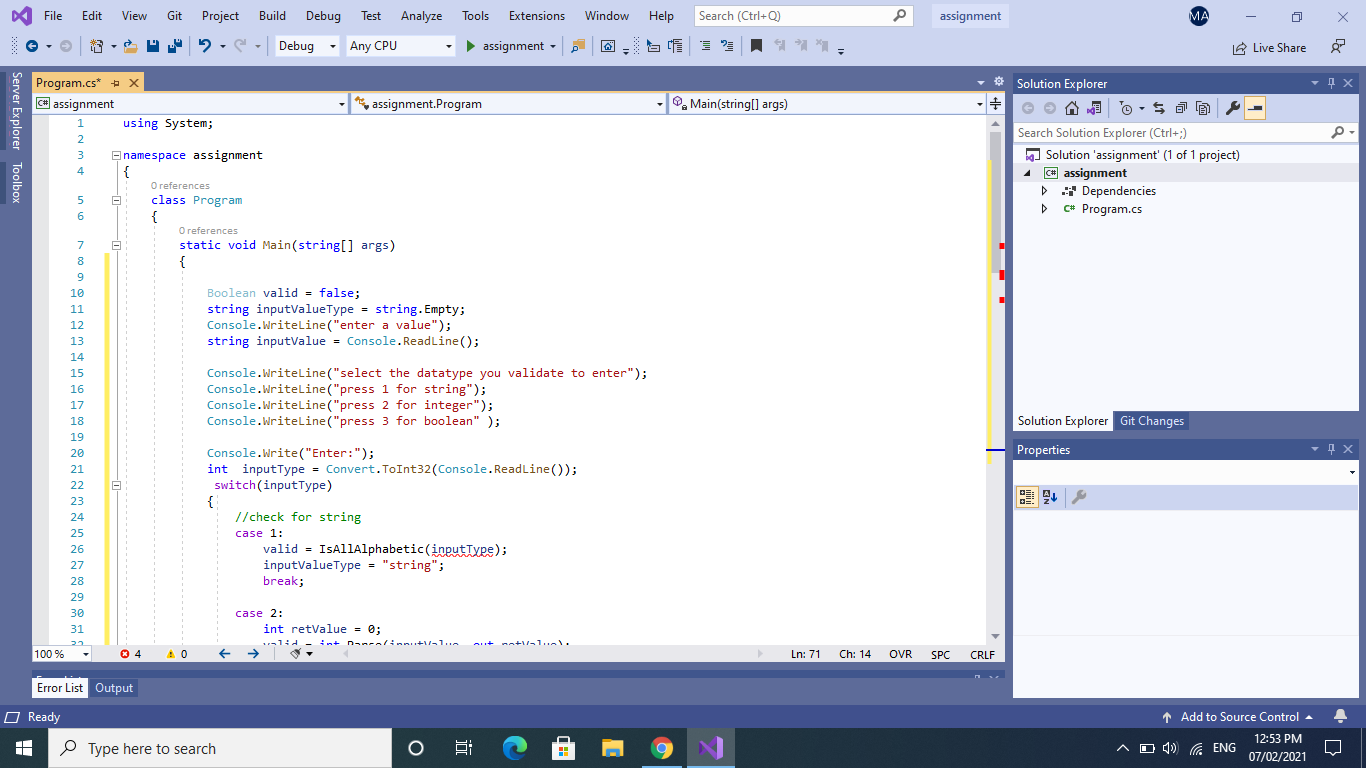 File Edit View Git Project Build Debug Test Analyze Tools Extensions Window Help Search (Ctrl+Q) assignment MA
Debug Any CPU assignment Live Share
Server Explorer
Toolbox
Program.cs*
assignment assignment.Program Main(string[] args)
1 using System;
2
3 namespace assignment
4 {
0 references
5 class Program
6 {
0 references
7 static void Main(string[] args)
8 {
9
10 Boolean valid = false;
11 string inputValueType = string.Empty;
12 Console.WriteLine("enter a value");
13 string inputValue = Console.ReadLine();
14
15 Console.WriteLine("select the datatype you validate to enter");
16 Console.WriteLine("press 1 for string");
17 Console.WriteLine("press 2 for integer");
18 Console.WriteLine("press 3 for boolean" );
19
20 Console.Write("Enter:");
21 int  inputType = Convert.ToInt32(Console.ReadLine());
22 switch(inputType)
23 {
24 //check for string
25 case 1:
26 valid = IsAllAlphabetic(inputType);
27 inputValueType = "string";
28 break;
29
30 case 2:
31 int retValue = 0;
32 valid = int.Parse(inputValue, out retValue);
100 % 4 0 Ln: 71 Ch: 14 OVR SPC CRLF
Error List
Error List Output
Solution Explorer
Search Solution Explorer (Ctrl+;)
Solution 'assignment' (1 of 1 project)
C# assignment
Dependencies
C# Program.cs
Solution Explorer Git Changes
Properties
Ready Add to Source Control
Type here to search ENG 12:53 PM
07/02/2021